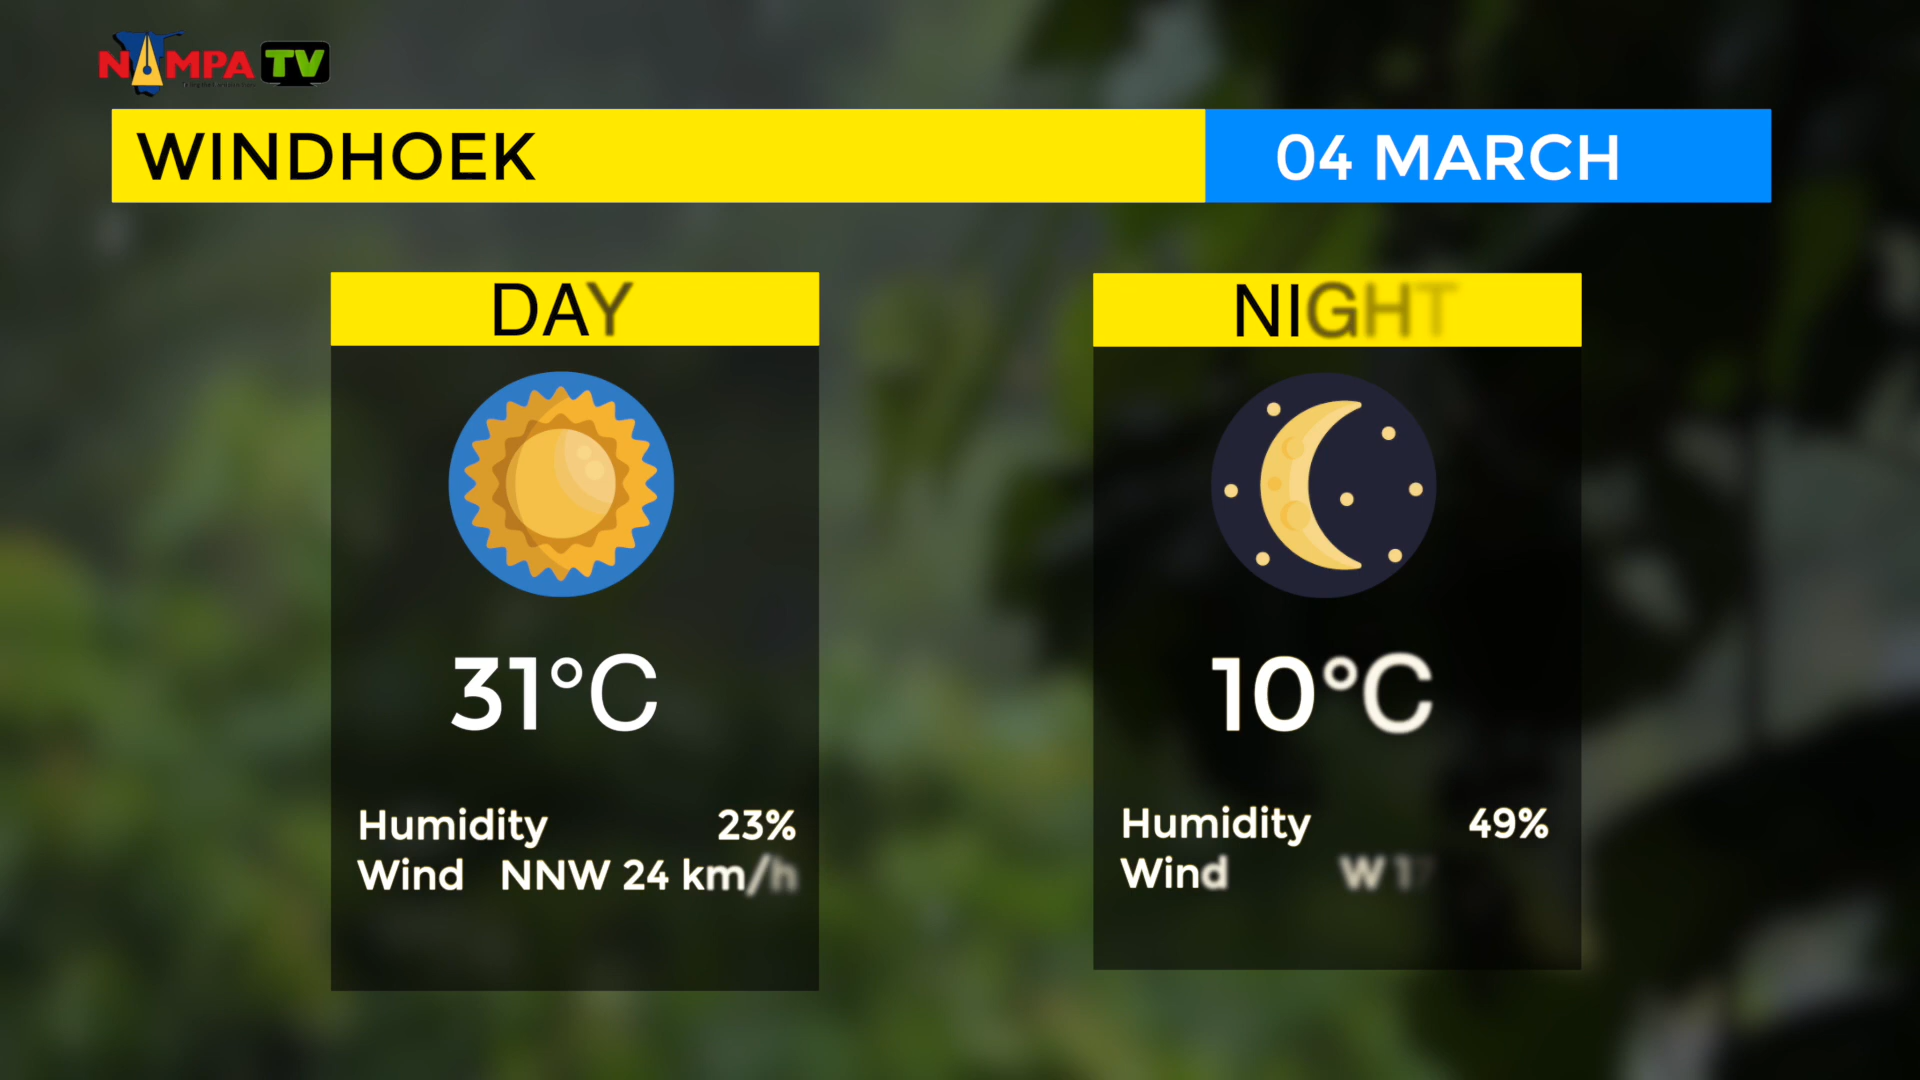 NAMPA TV
WINDHOEK
04 MARCH
DAY
31°C
Humidity 23%
Wind NNW 24 km/h
NIGHT
10°C
Humidity 49%
Wind W